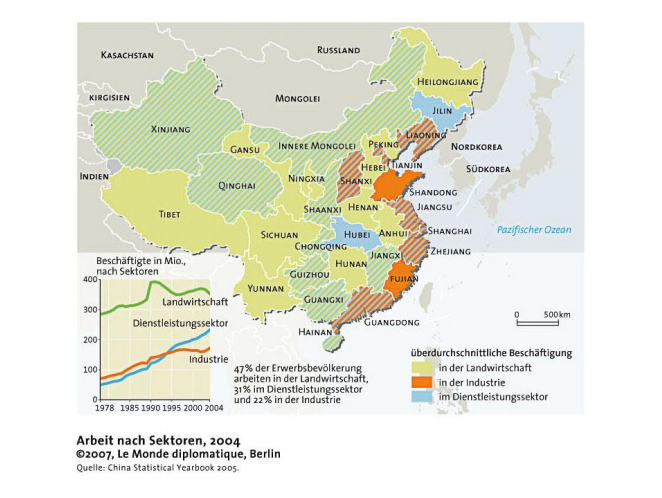 KASACHSTAN
RUSSLAND
KIRGISIEN
MONGOLEI
HEILONGJIANG
JILIN
XINJIANG
LIAONING
NORDKOREA
GANSU
INNERE MONGOLEI
PEKING
TIANJIN
SÜDKOREA
INDIEN
QINGHAI
NINGXIA
HEBEI
SHANXI
SHANDONG
TIBET
SHAANXI
HENAN
JIANGSU
SICHUAN
HUBEI
ANHUI
SHANGHAI
Pazifischer Ozean
CHONGQING
ZHEJIANG
HUNAN
JIANGXI
GUIZHOU
YUNNAN
FUJIAN
GUANGXI
GUANGDONG
HAINAN
Beschäftigte in Mio.,
nach Sektoren
400
300
200
100
0
Landwirtschaft
Dienstleistungssektor
Industrie
1978 1985 1990 1995 2000 2004
47% der Erwerbsbevölkerung
arbeiten in der Landwirtschaft,
31% im Dienstleistungssektor
und 22% in der Industrie
0 500km
überdurchschnittliche Beschäftigung
in der Landwirtschaft
in der Industrie
im Dienstleistungssektor
Arbeit nach Sektoren, 2004
©2007, Le Monde diplomatique, Berlin
Quelle: China Statistical Yearbook 2005.